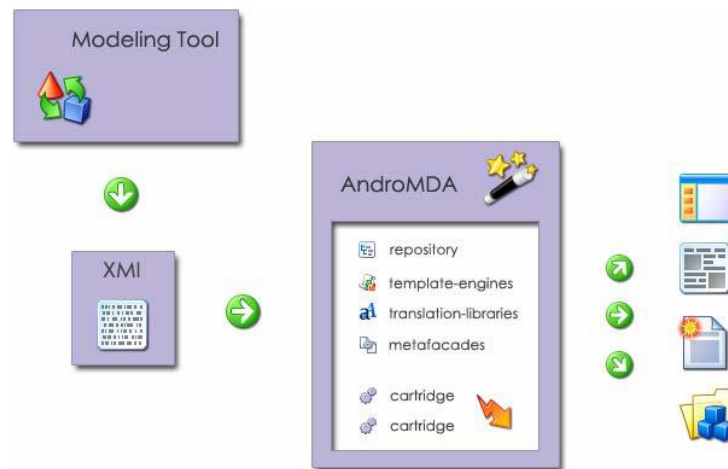 Modeling Tool
XMI
AndroMDA
repository
template-engines
translation-libraries
metafacades
cartridge
cartridge